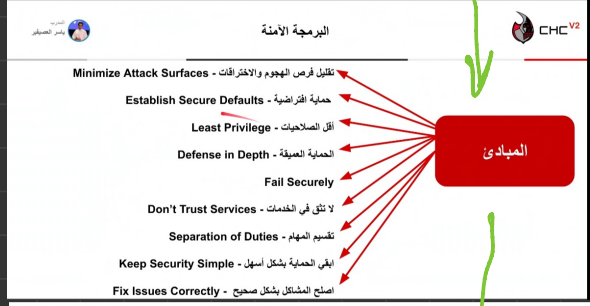 المدرب
ياسر العصيفير
البرمجة الآمنة
CHC V2
تقليل فرص الهجوم والاختراقات - Minimize Attack Surfaces
حماية افتراضية - Establish Secure Defaults
أقل الصلاحيات - Least Privilege
الحماية العميقة - Defense in Depth
Fail Securely
لا تثق في الخدمات - Don’t Trust Services
تقسيم المهام - Separation of Duties
ابقي الحماية بشكل أسهل - Keep Security Simple
اصلح المشاكل بشكل صحيح - Fix Issues Correctly
المبادئ